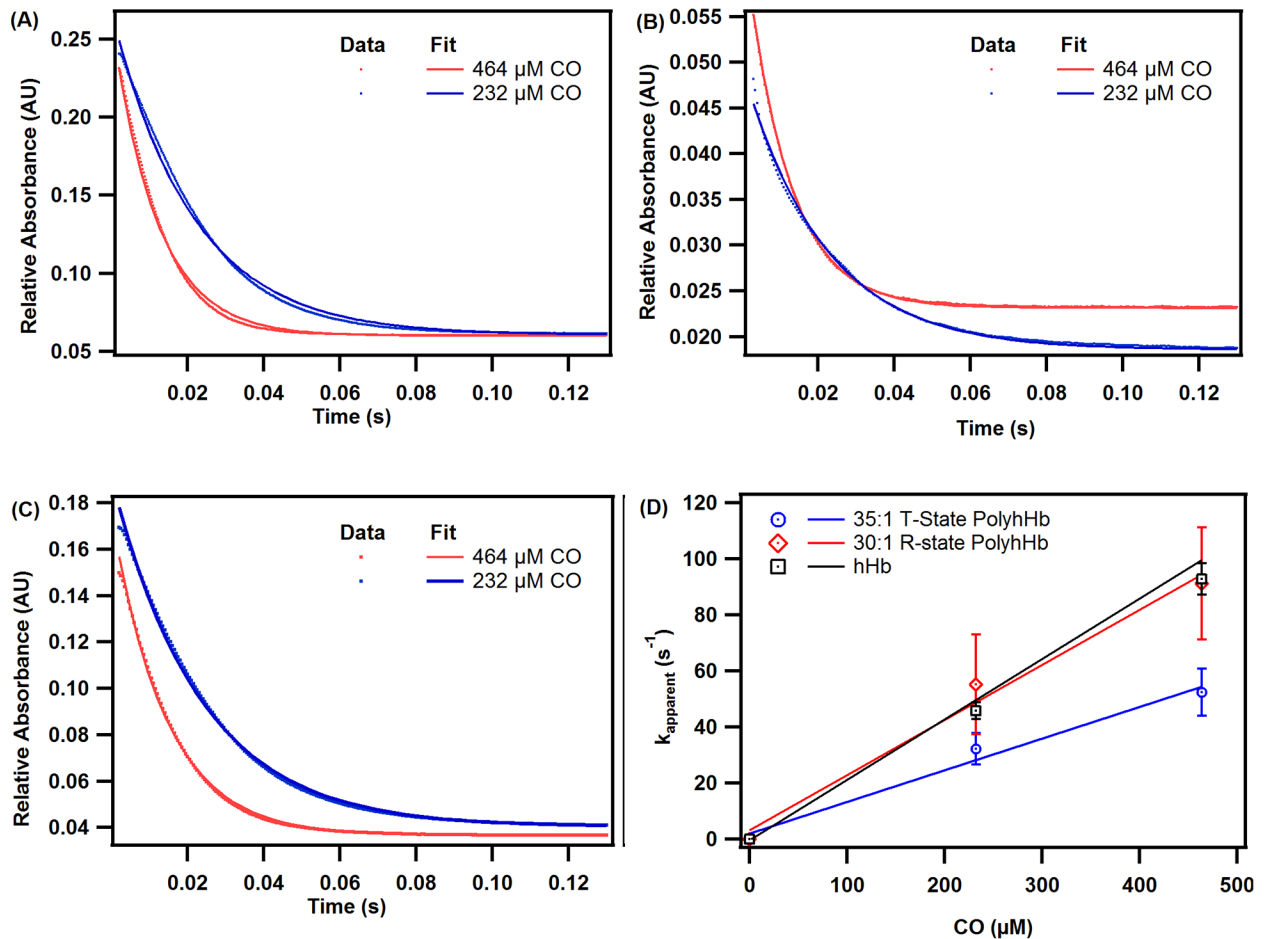 (A)
Data Fit
464 µM CO
232 µM CO
0.25
0.20
0.15
0.10
0.05
Relative Absorbance (AU)
0.02 0.04 0.06 0.08 0.10 0.12
Time (s)
(B)
Data Fit
464 µM CO
232 µM CO
0.055
0.050
0.045
0.040
0.035
0.030
0.025
0.020
Relative Absorbance (AU)
0.02 0.04 0.06 0.08 0.10 0.12
Time (s)
(C)
Data Fit
464 µM CO
232 µM CO
0.18
0.16
0.14
0.12
0.10
0.08
0.06
0.04
Relative Absorbance (AU)
0.02 0.04 0.06 0.08 0.10 0.12
Time (s)
(D)
35:1 T-State PolyhHb
30:1 R-state PolyhHb
hHb
120
100
80
60
40
20
0
kapparent (s-1)
0 100 200 300 400 500
CO (µM)